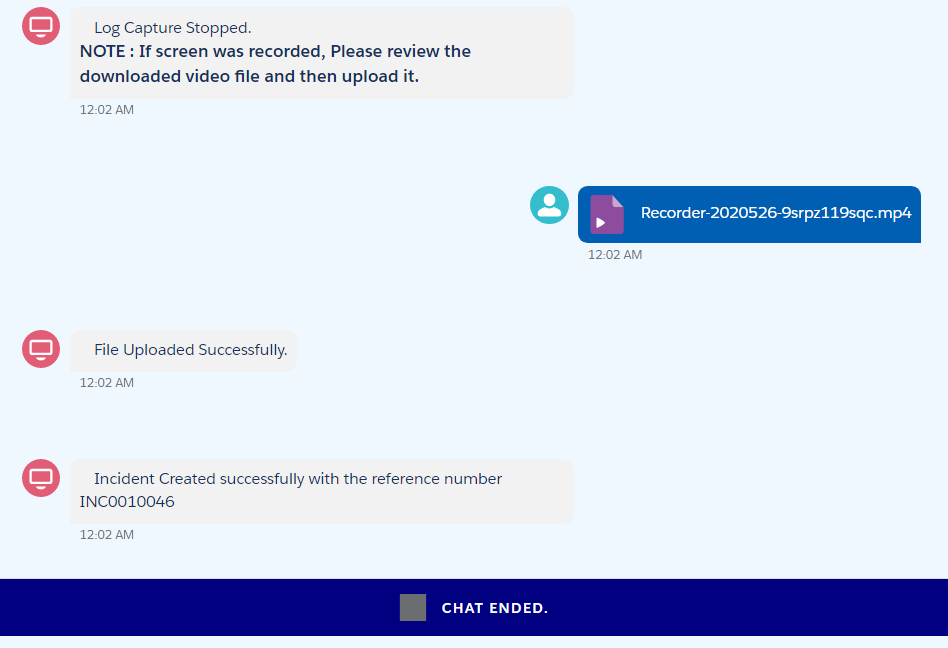 Log Capture Stopped.
NOTE : If screen was recorded, Please review the
downloaded video file and then upload it.
12:02 AM
Recorder-2020526-9srpz119sqc.mp4
12:02 AM
File Uploaded Successfully.
12:02 AM
Incident Created successfully with the reference number
INC0010046
12:02 AM
CHAT ENDED.